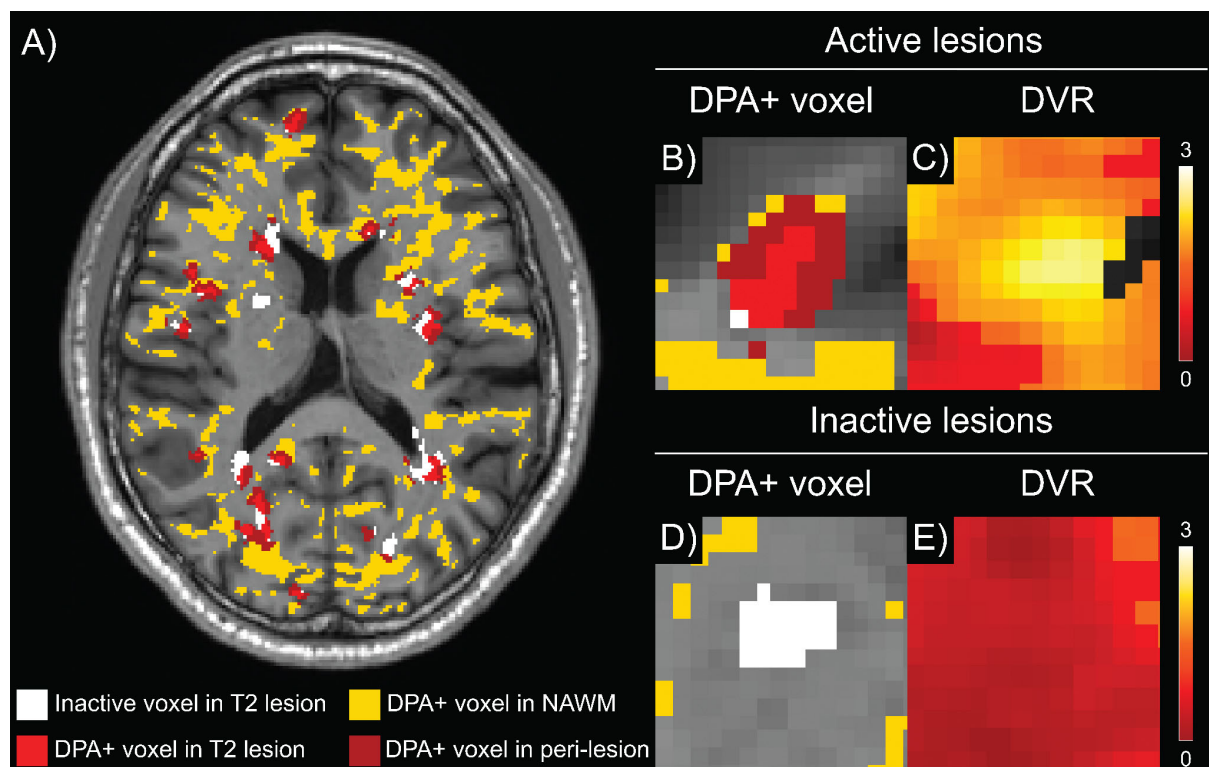 A)
Active lesions
DPA+ voxel DVR
B) C) 3
0
Inactive lesions
DPA+ voxel DVR
D) E) 3
0
Inactive voxel in T2 lesion DPA+ voxel in NAWM
DPA+ voxel in T2 lesion DPA+ voxel in peri-lesion